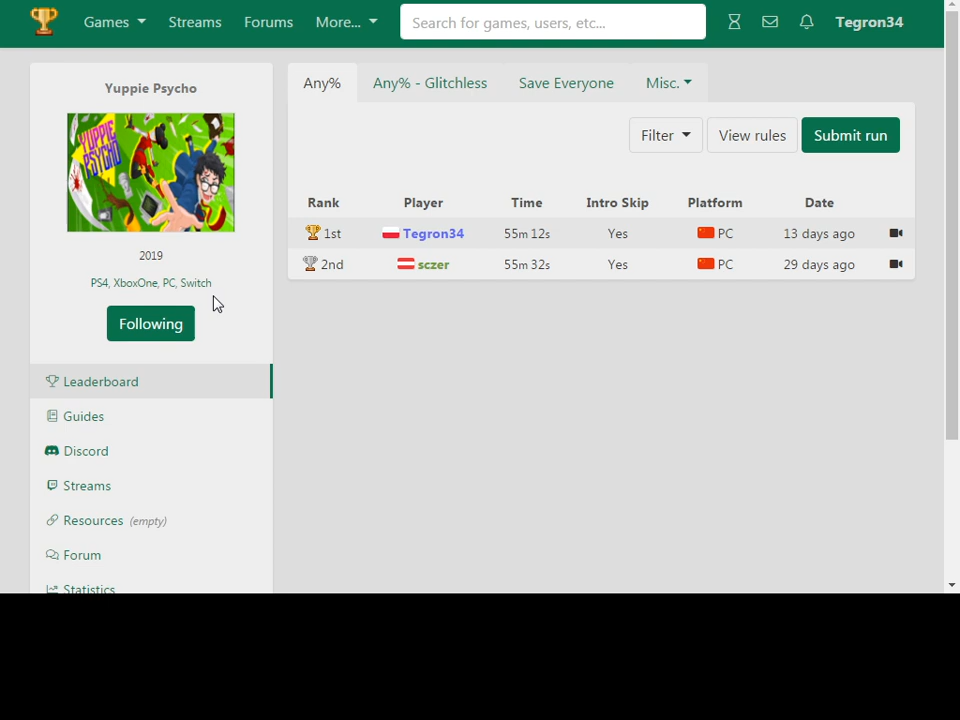 Games Streams Forums More... Search for games, users, etc... Tegron34
Yuppie Psycho
YUPPIE
PSYCHO
2019
PS4, XboxOne, PC, Switch
Following
Leaderboard
Guides
Discord
Streams
Resources (empty)
Forum
Statistics
Any% Any% - Glitchless Save Everyone Misc.
Filter View rules Submit run
Rank Player Time Intro Skip Platform Date
1st Tegron34 55m 12s Yes PC 13 days ago
2nd sczer 55m 32s Yes PC 29 days ago